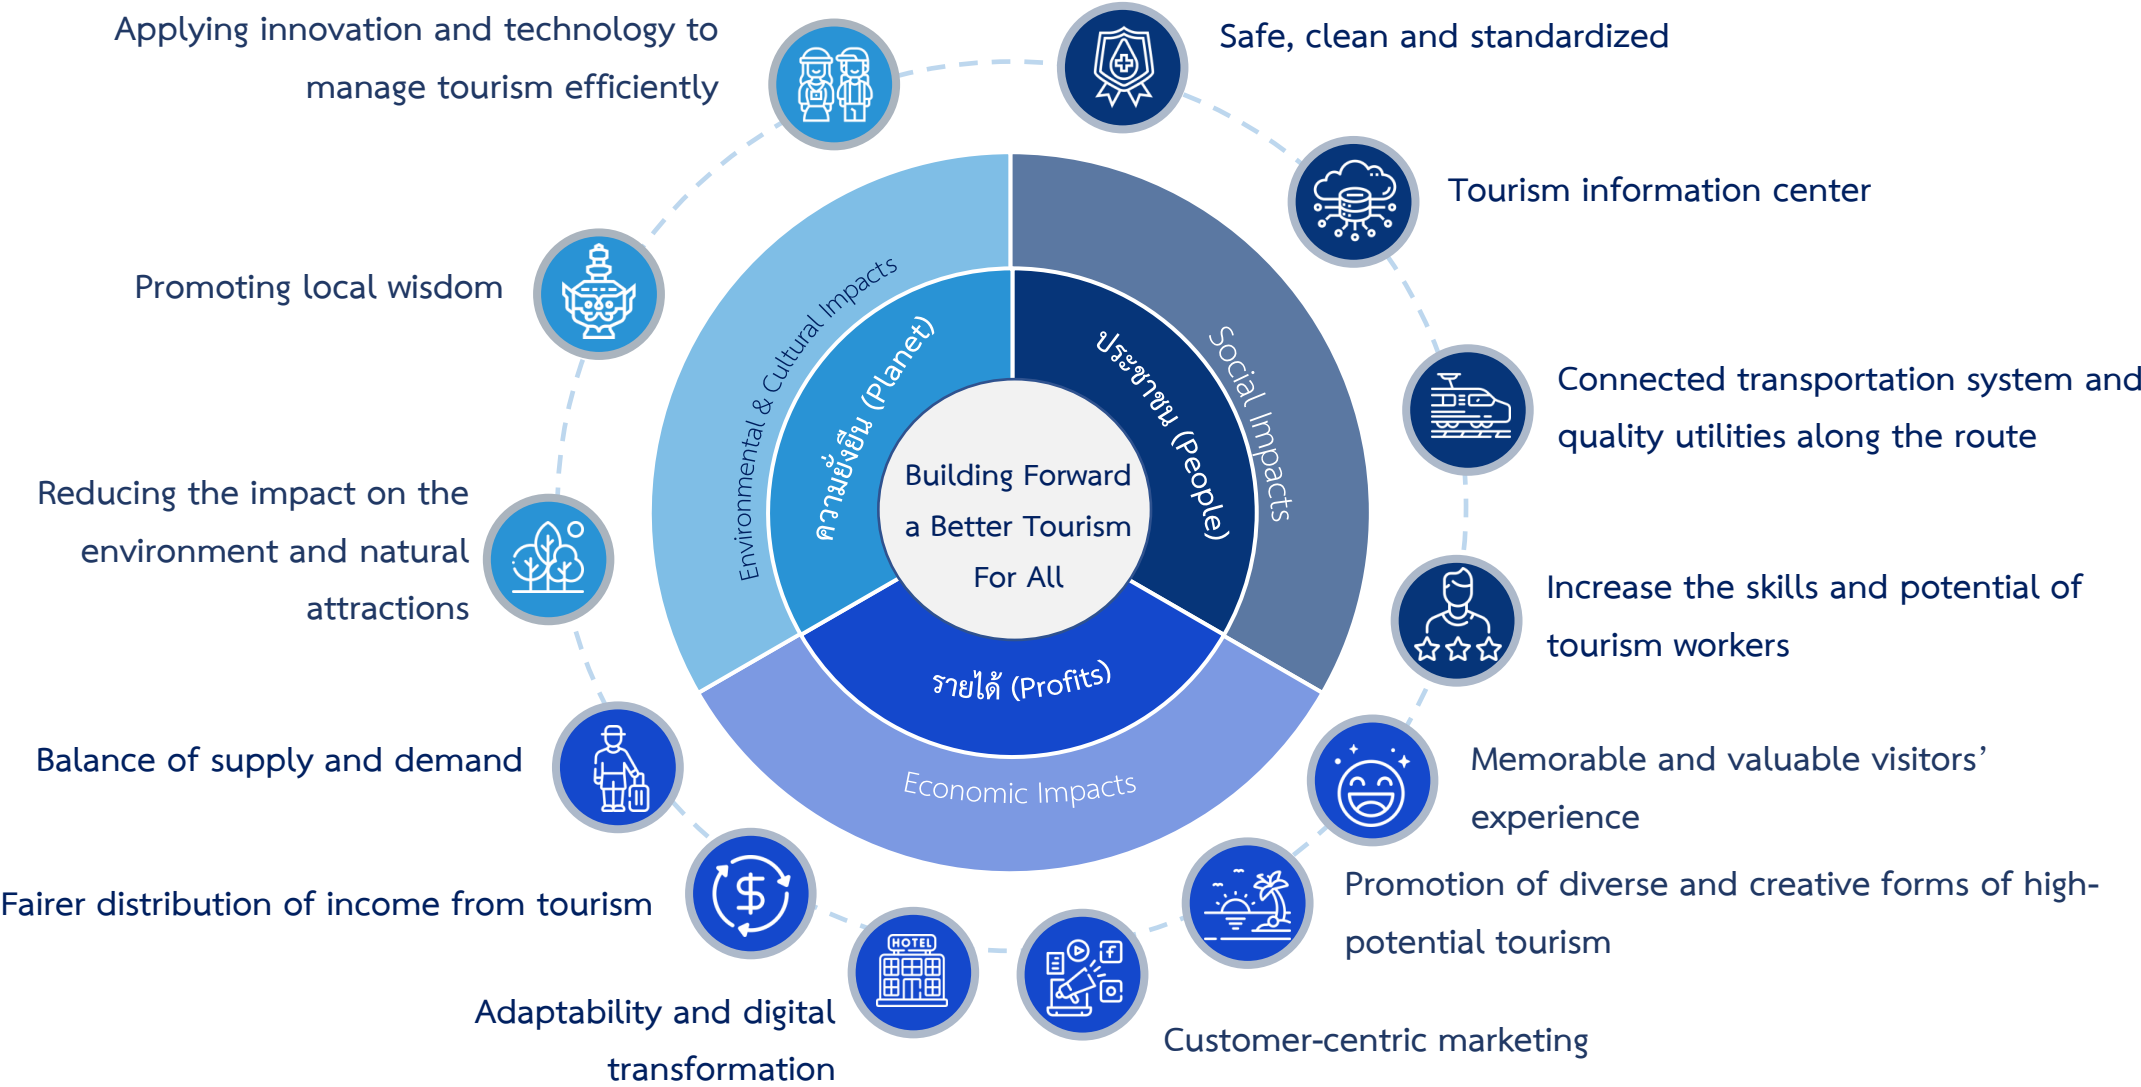 Applying innovation and technology to
manage tourism efficiently
Safe, clean and standardized
Tourism information center
Promoting local wisdom
Connected transportation system and
quality utilities along the route
Reducing the impact on the
environment and natural
attractions
Increase the skills and potential of
tourism workers
Balance of supply and demand
Memorable and valuable visitors’
experience
Fairer distribution of income from tourism
Promotion of diverse and creative forms of high-
potential tourism
Adaptability and digital
transformation
Customer-centric marketing
HOTEL
Environmental & Cultural Impacts
Social Impacts
Economic Impacts
ความยั่งยืน (Planet)
ประชาชน (People)
รายได้ (Profits)
Building Forward
a Better Tourism
For All